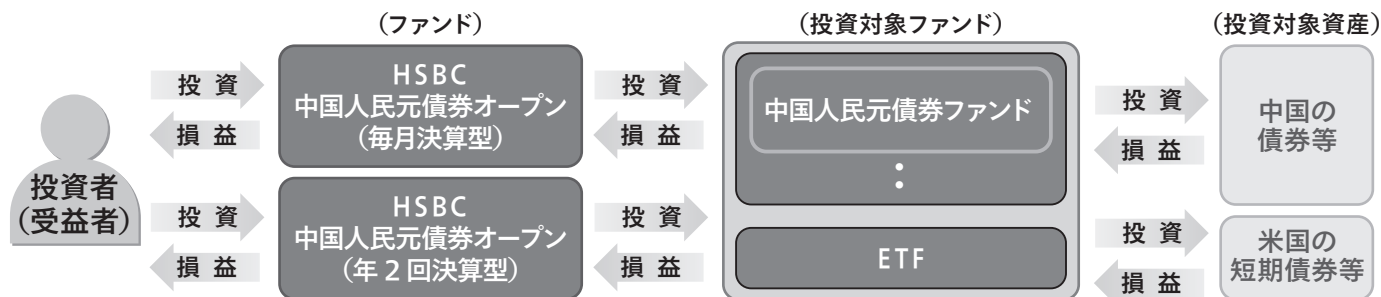 (ファンド)
(投資対象ファンド)
(投資対象資産)
投資
損益
HSBC
中国人民元債券オープン
(毎月決算型)
投資
損益
中国人民元債券ファンド
:
投資
損益
中国の
債券等
投資者
(受益者)
投資
損益
HSBC
中国人民元債券オープン
(年2回決算型)
投資
損益
ETF
投資
損益
米国の
短期債券等